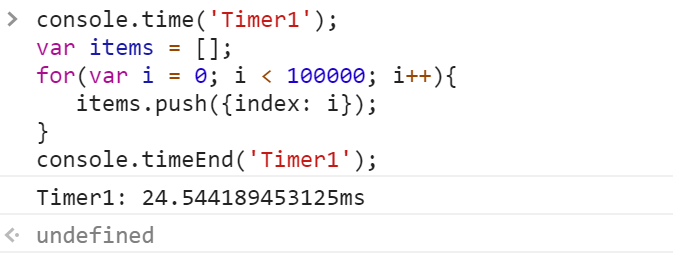 console.time('Timer1');
var items = [];
for(var i = 0; i < 100000; i++){
   items.push({index: i});
}
console.timeEnd('Timer1');
Timer1: 24.544189453125ms
undefined